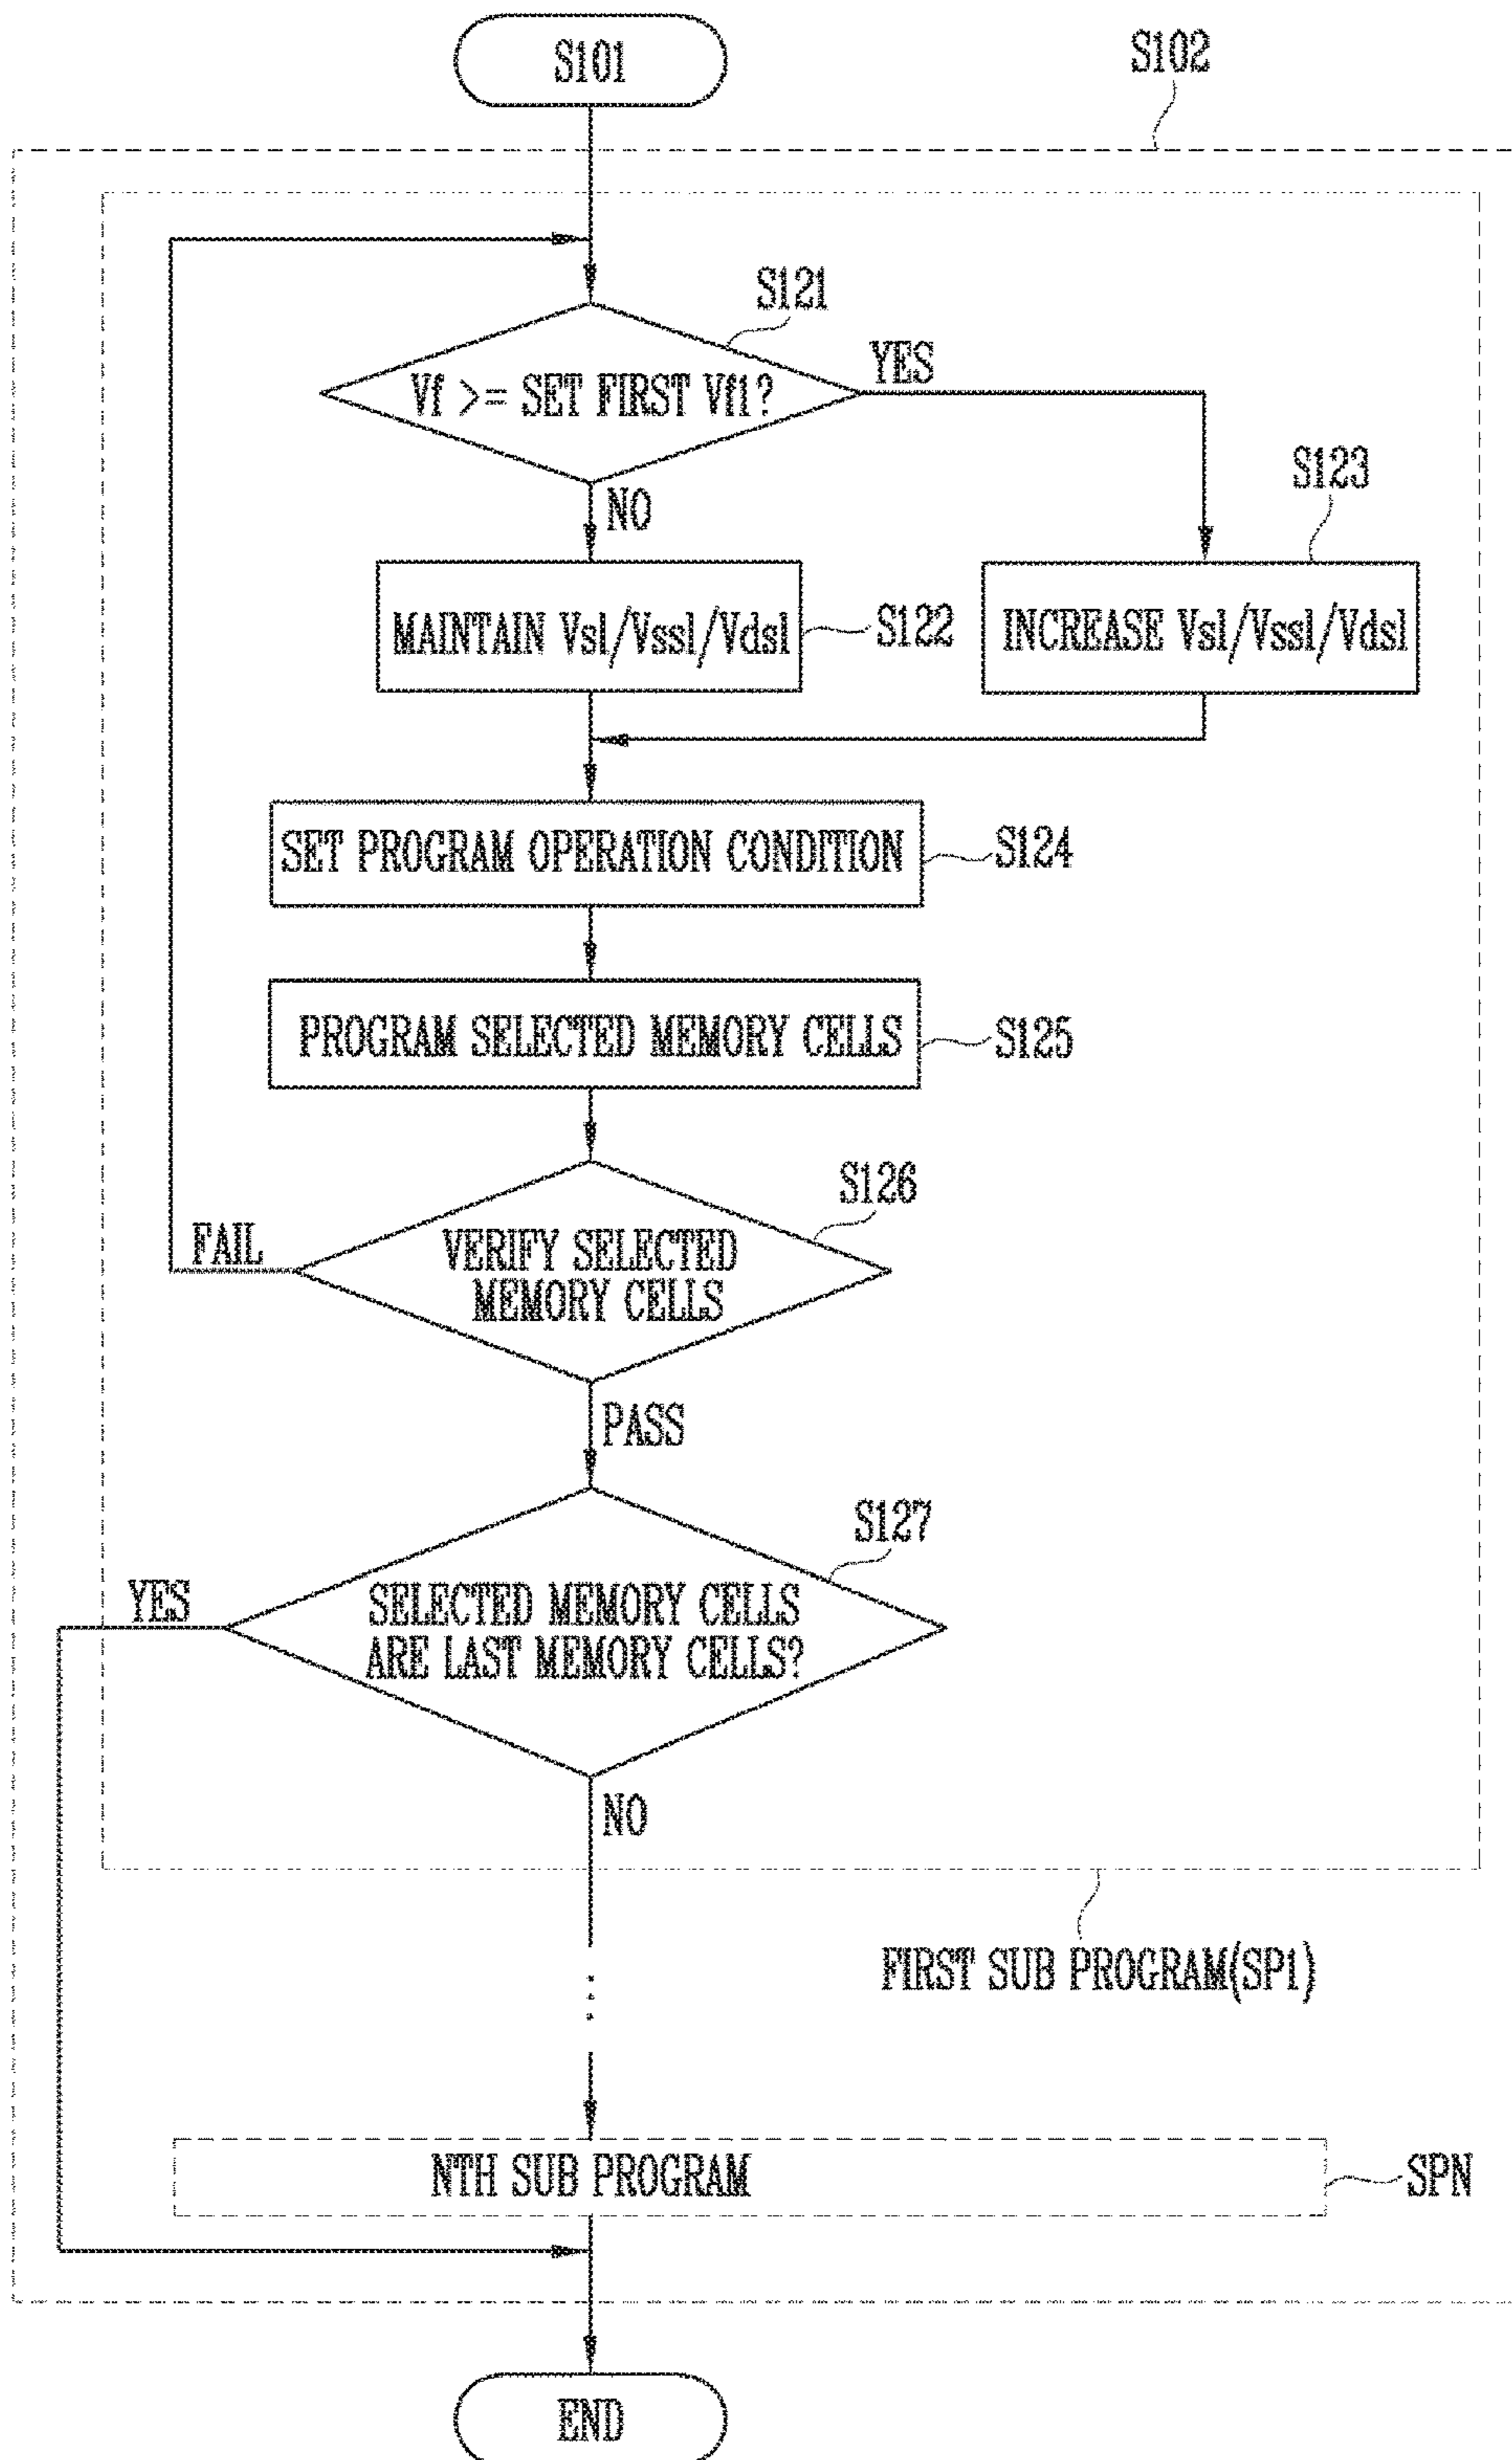 S101
S102
S121
Vf >= SET FIRST Vf1?
YES
NO
S123
MAINTAIN Vsl/Vssl/Vdsl
S122
INCREASE Vsl/Vssl/Vdsl
SET PROGRAM OPERATION CONDITION
S124
PROGRAM SELECTED MEMORY CELLS
S125
S126
FAIL
VERIFY SELECTED
MEMORY CELLS
PASS
S127
YES
SELECTED MEMORY CELLS
ARE LAST MEMORY CELLS?
NO
FIRST SUB PROGRAM(SP1)
NTH SUB PROGRAM
SPN
END